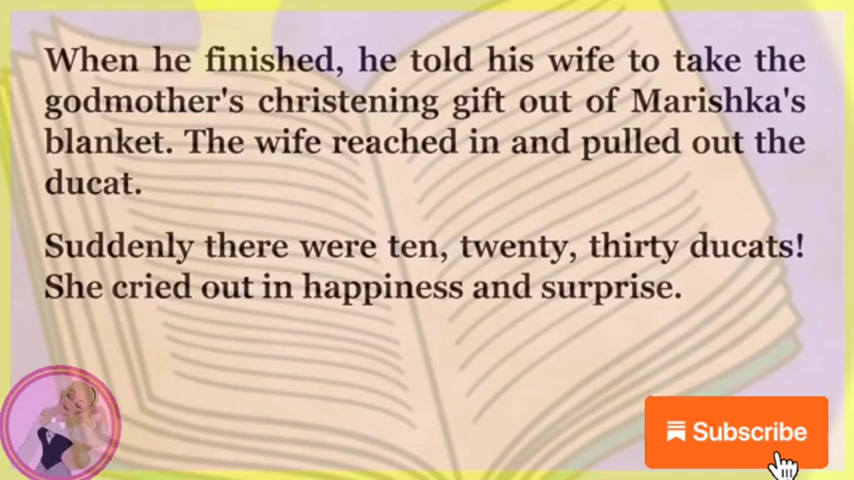 When he finished, he told his wife to take the
godmother's christening gift out of Marishka's
blanket. The wife reached in and pulled out the
ducat.
Suddenly there were ten, twenty, thirty ducats!
She cried out in happiness and surprise.
Subscribe